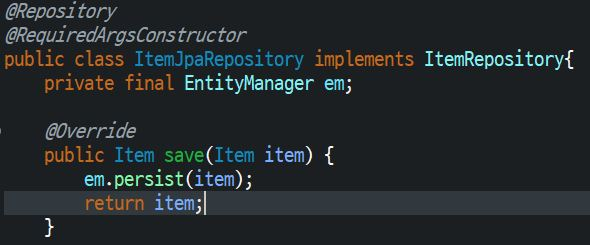 @Repository
@RequiredArgsConstructor
public class ItemJpaRepository implements ItemRepository{
    private final EntityManager em;
    @Override
    public Item save(Item item) {
        em.persist(item);
        return item;
    }